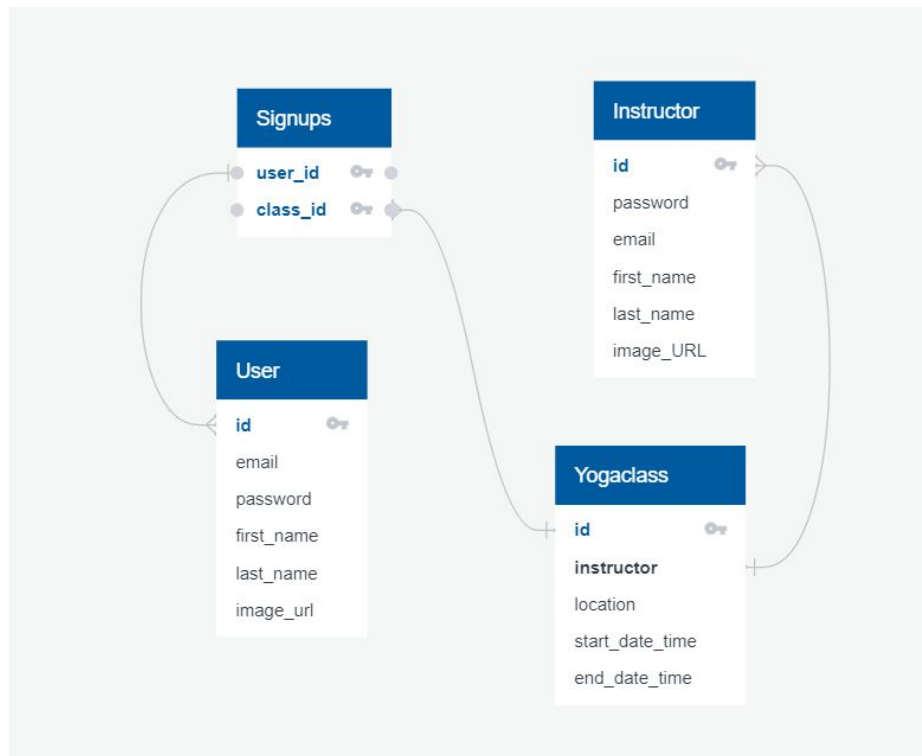 Signups
user_id
class_id
Instructor
id
password
email
first_name
last_name
image_URL
User
id
email
password
first_name
last_name
image_url
Yogaclass
id
instructor
location
start_date_time
end_date_time